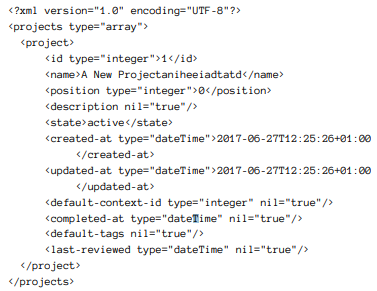 <?xml version="1.0" encoding="UTF-8"?>
<projects type="array">
<project>
<id type="integer">1</id>
<name>A New Projectaniheeiadtatd</name>
<position type="integer">0</position>
<description nil="true"/>
<state>active</state>
<created-at type="dateTime">2017-06-27T12:25:26+01:00
</created-at>
<updated-at type="dateTime">2017-06-27T12:25:26+01:00
</updated-at>
<default-context-id type="integer" nil="true"/>
<completed-at type="dateTime" nil="true"/>
<default-tags nil="true"/>
<last-reviewed type="dateTime" nil="true"/>
</project>
</projects>